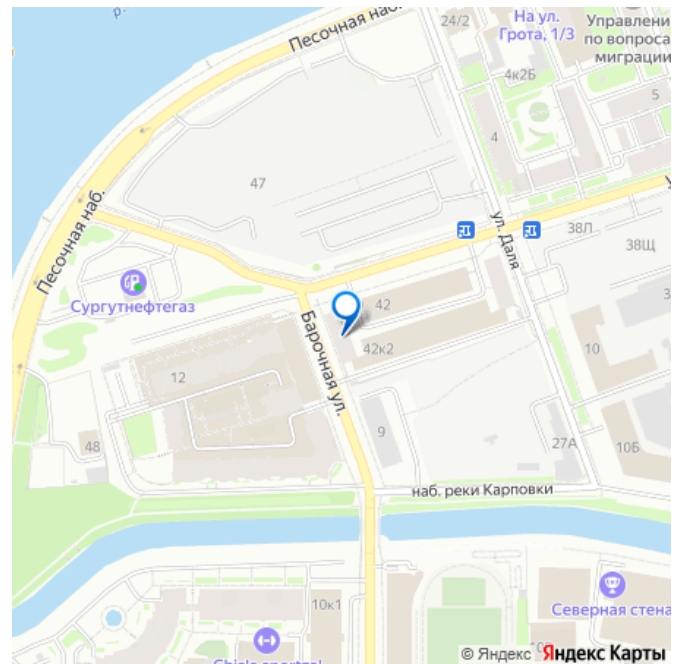 р.
Песочная наб.
24/2
На ул.
Грота, 1/3
Управлени
по вопроса
миграции
4к2Б
5
4
47
Песочная наб.
ул. Даля
38Л
38Щ
Сургутнефтегаз
42
42к2
Барочная ул.
12
10
9
48
27А
10Б
наб. реки Карповки
10к1
Северная стена
© Яндекс Яндекс Карты